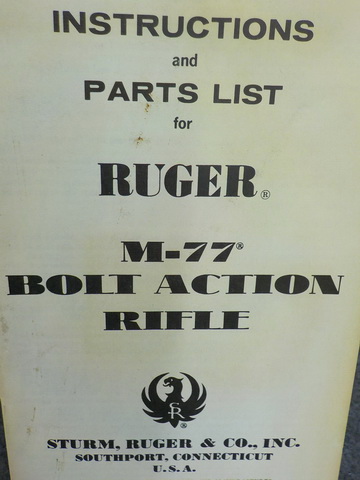 INSTRUCTIONS
and
PARTS LIST
for
RUGER®
M-77®
BOLT ACTION
RIFLE
SR®
STURM, RUGER & CO., INC.
SOUTHPORT, CONNECTICUT
U.S.A.